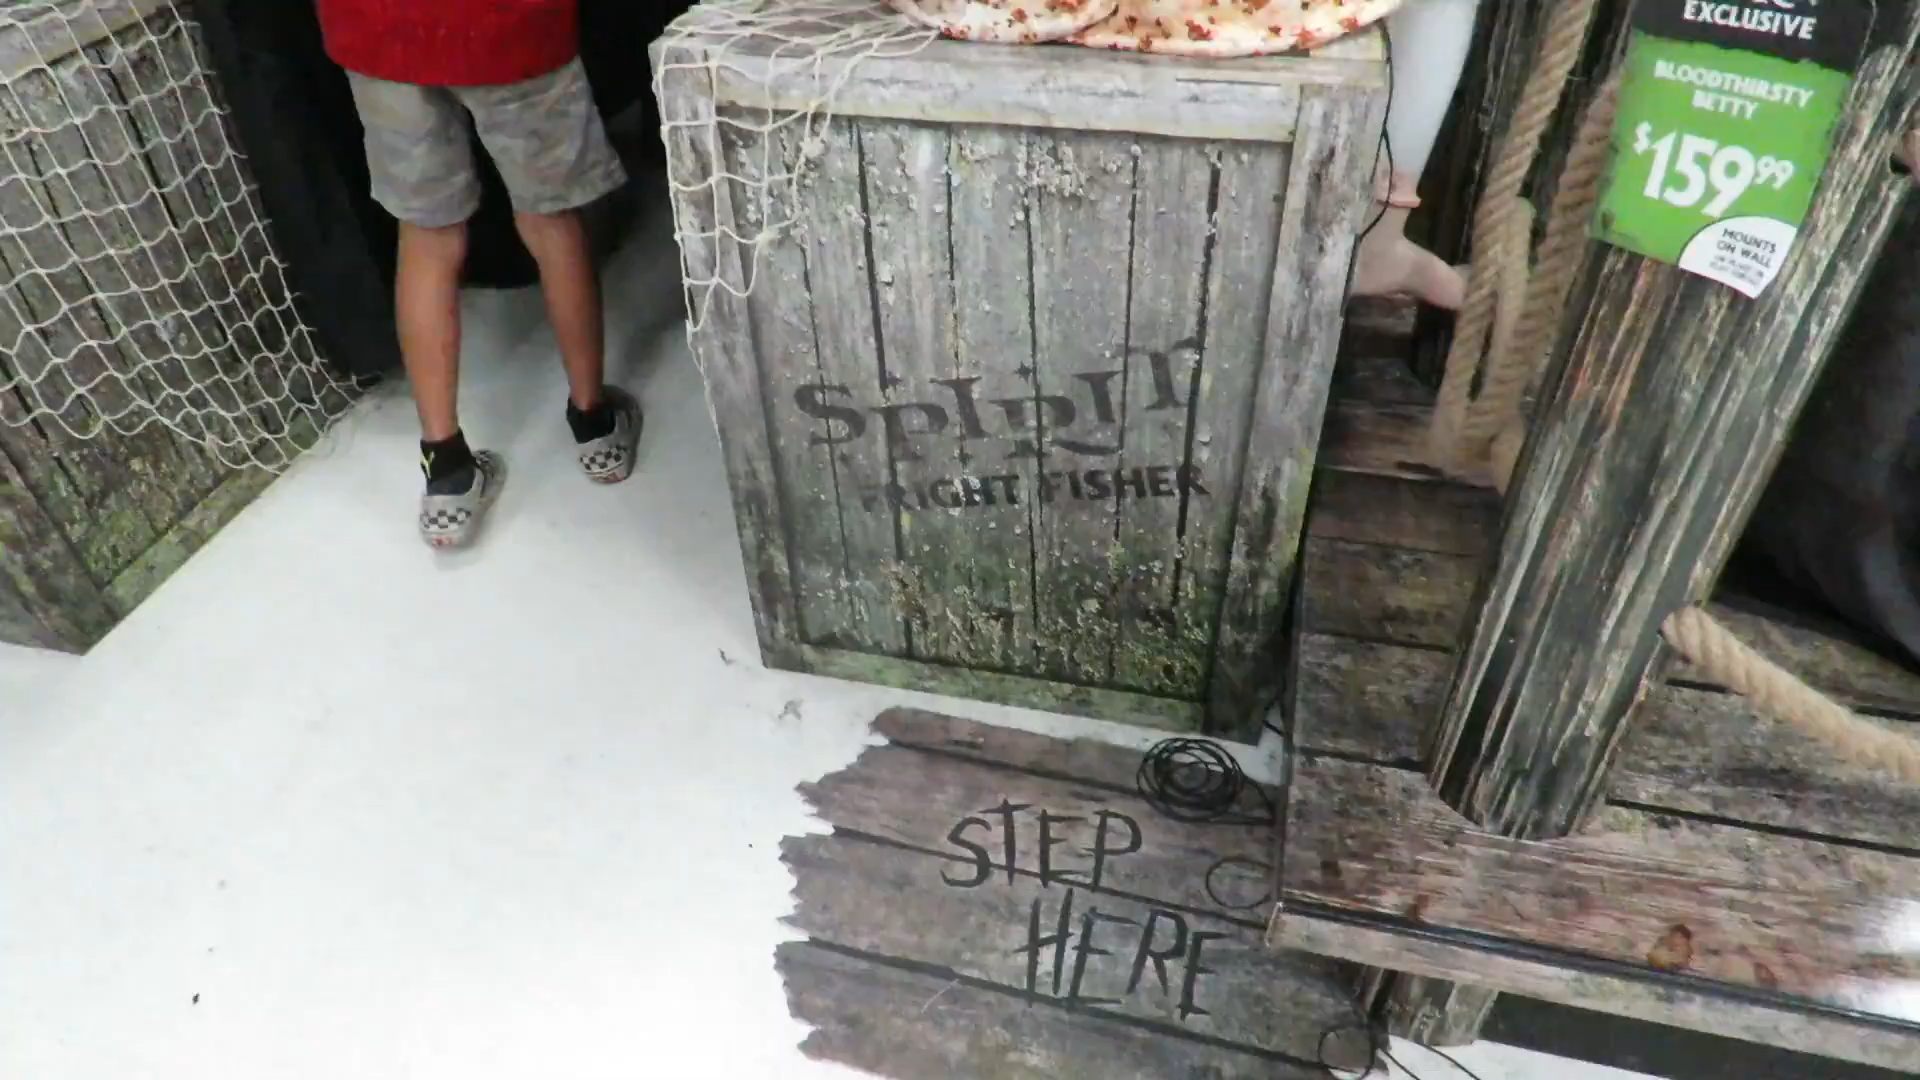 EXCLUSIVE
BLOODTHIRSTY
BETTY
$159.99
MOUNTS
ON WALL
SPIRIT
FRIGHT FISHER
STEP
HERE